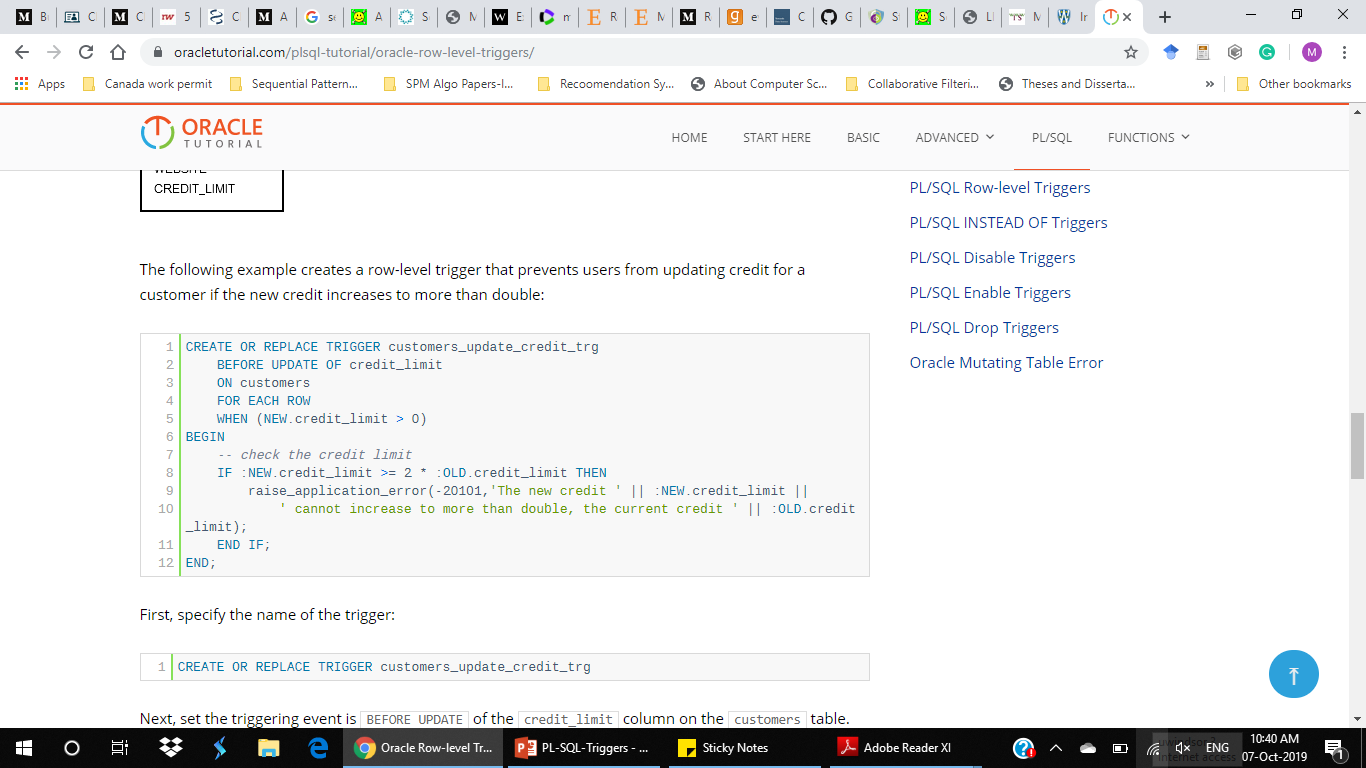 B
C
5
C
A
s
A
S
M
E
n
R
M
R
e
C
G
S
S
L
M
In
oracletutorial.com/plsql-tutorial/oracle-row-level-triggers/
M
Apps Canada work permit Sequential Pattern... SPM Algo Papers-I... Recoomendation Sy... About Computer Sc... Collaborative Filteri... Theses and Disserta... » Other bookmarks
ORACLE
TUTORIAL
HOME START HERE BASIC ADVANCED PL/SQL FUNCTIONS
WEBSITE
CREDIT_LIMIT
The following example creates a row-level trigger that prevents users from updating credit for a
customer if the new credit increases to more than double:
1 CREATE OR REPLACE TRIGGER customers_update_credit_trg
2 BEFORE UPDATE OF credit_limit
3 ON customers
4 FOR EACH ROW
5 WHEN (NEW.credit_limit > 0)
6 BEGIN
7 -- check the credit limit
8 IF :NEW.credit_limit >= 2 * :OLD.credit_limit THEN
9 raise_application_error(-20101,'The new credit ' || :NEW.credit_limit ||
10 ' cannot increase to more than double, the current credit ' || :OLD.credit
_limit);
11 END IF;
12 END;
First, specify the name of the trigger:
1 CREATE OR REPLACE TRIGGER customers_update_credit_trg
Next, set the triggering event is BEFORE UPDATE of the credit_limit column on the customers table.
PL/SQL Row-level Triggers
PL/SQL INSTEAD OF Triggers
PL/SQL Disable Triggers
PL/SQL Enable Triggers
PL/SQL Drop Triggers
Oracle Mutating Table Error
Oracle Row-level Tr... PL-SQL-Triggers - ... Sticky Notes Adobe Reader XI ENG
10:40 AM
07-Oct-2019
1
Internet access